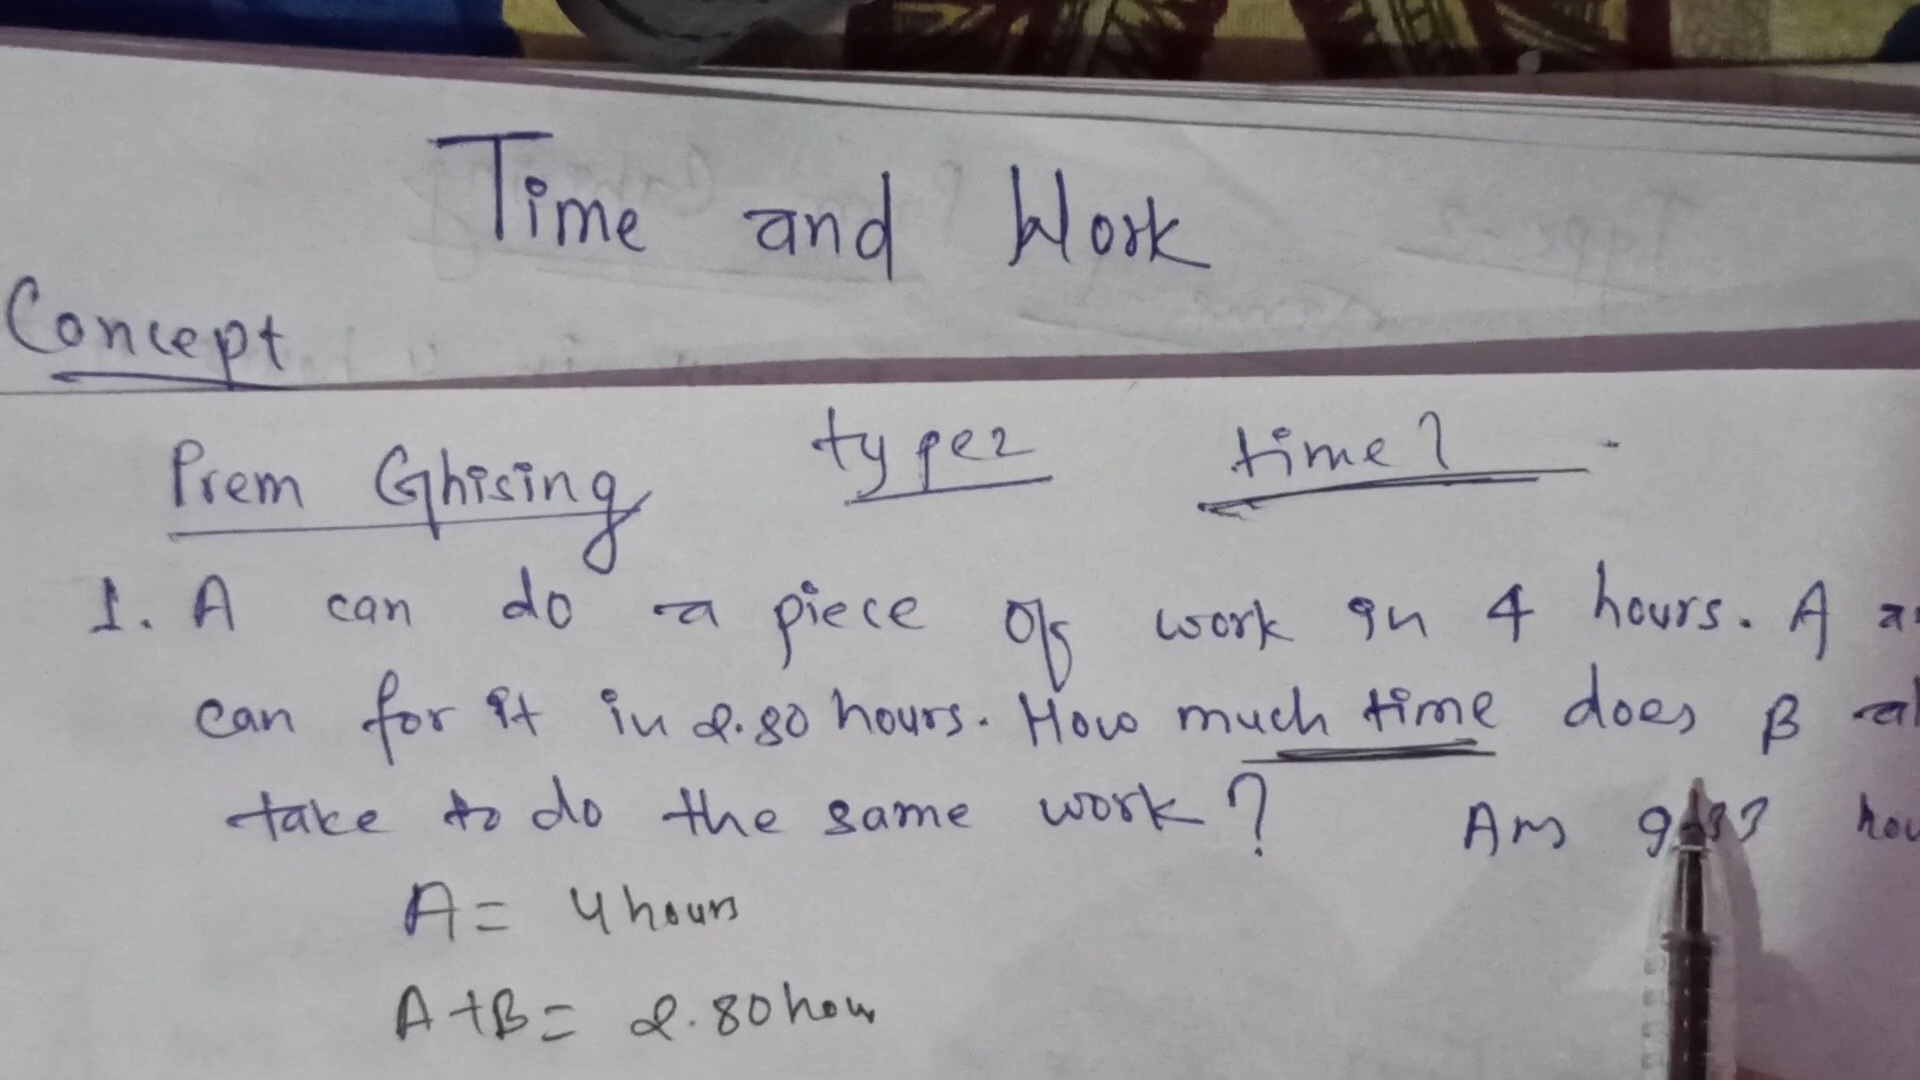 Time and Work
Concept
Prem Ghising type2 time?
1. A can do a piece of work in 4 hours. A
can for it in 2.80 hours. How much time does B
take to do the same work? Ans
A = 4 hours
A+B = 2.80 hour